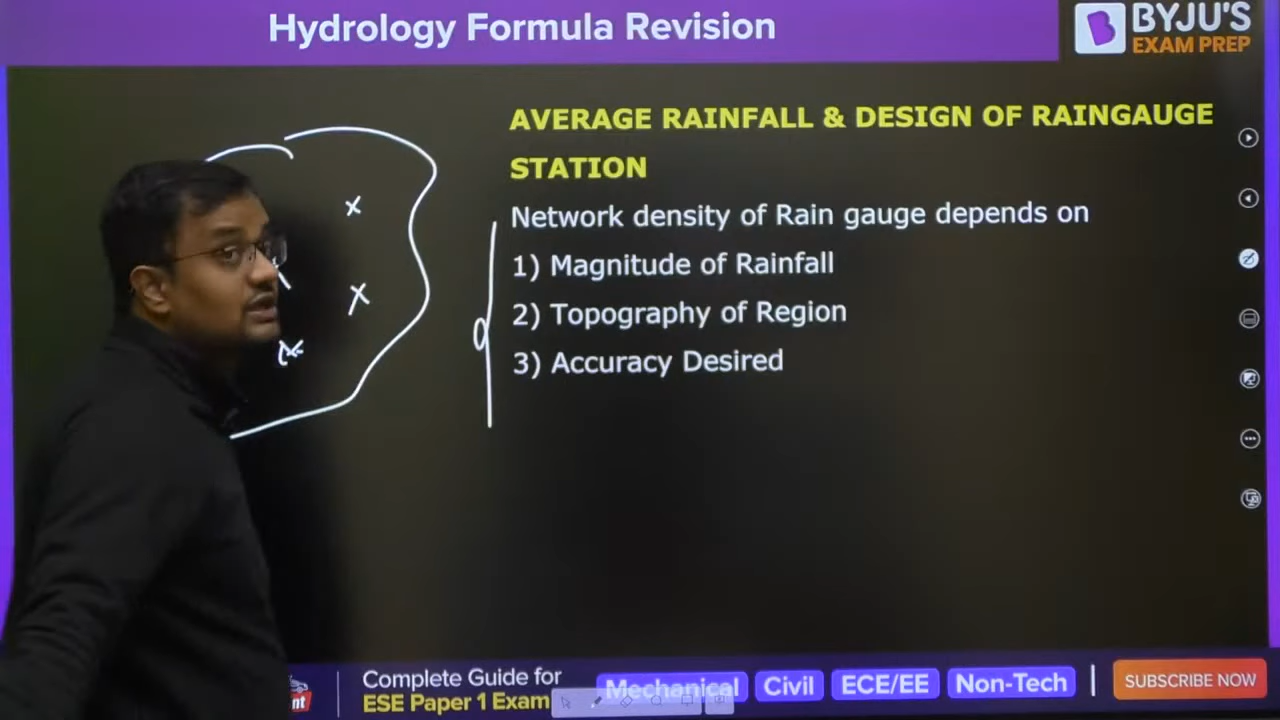 Hydrology Formula Revision
BYJU'S
EXAM PREP
AVERAGE RAINFALL & DESIGN OF RAINGAUGE
STATION
Network density of Rain gauge depends on
1) Magnitude of Rainfall
2) Topography of Region
3) Accuracy Desired
Complete Guide for
ESE Paper 1 Exam
Mechanical
Civil
ECE/EE
Non-Tech
SUBSCRIBE NOW